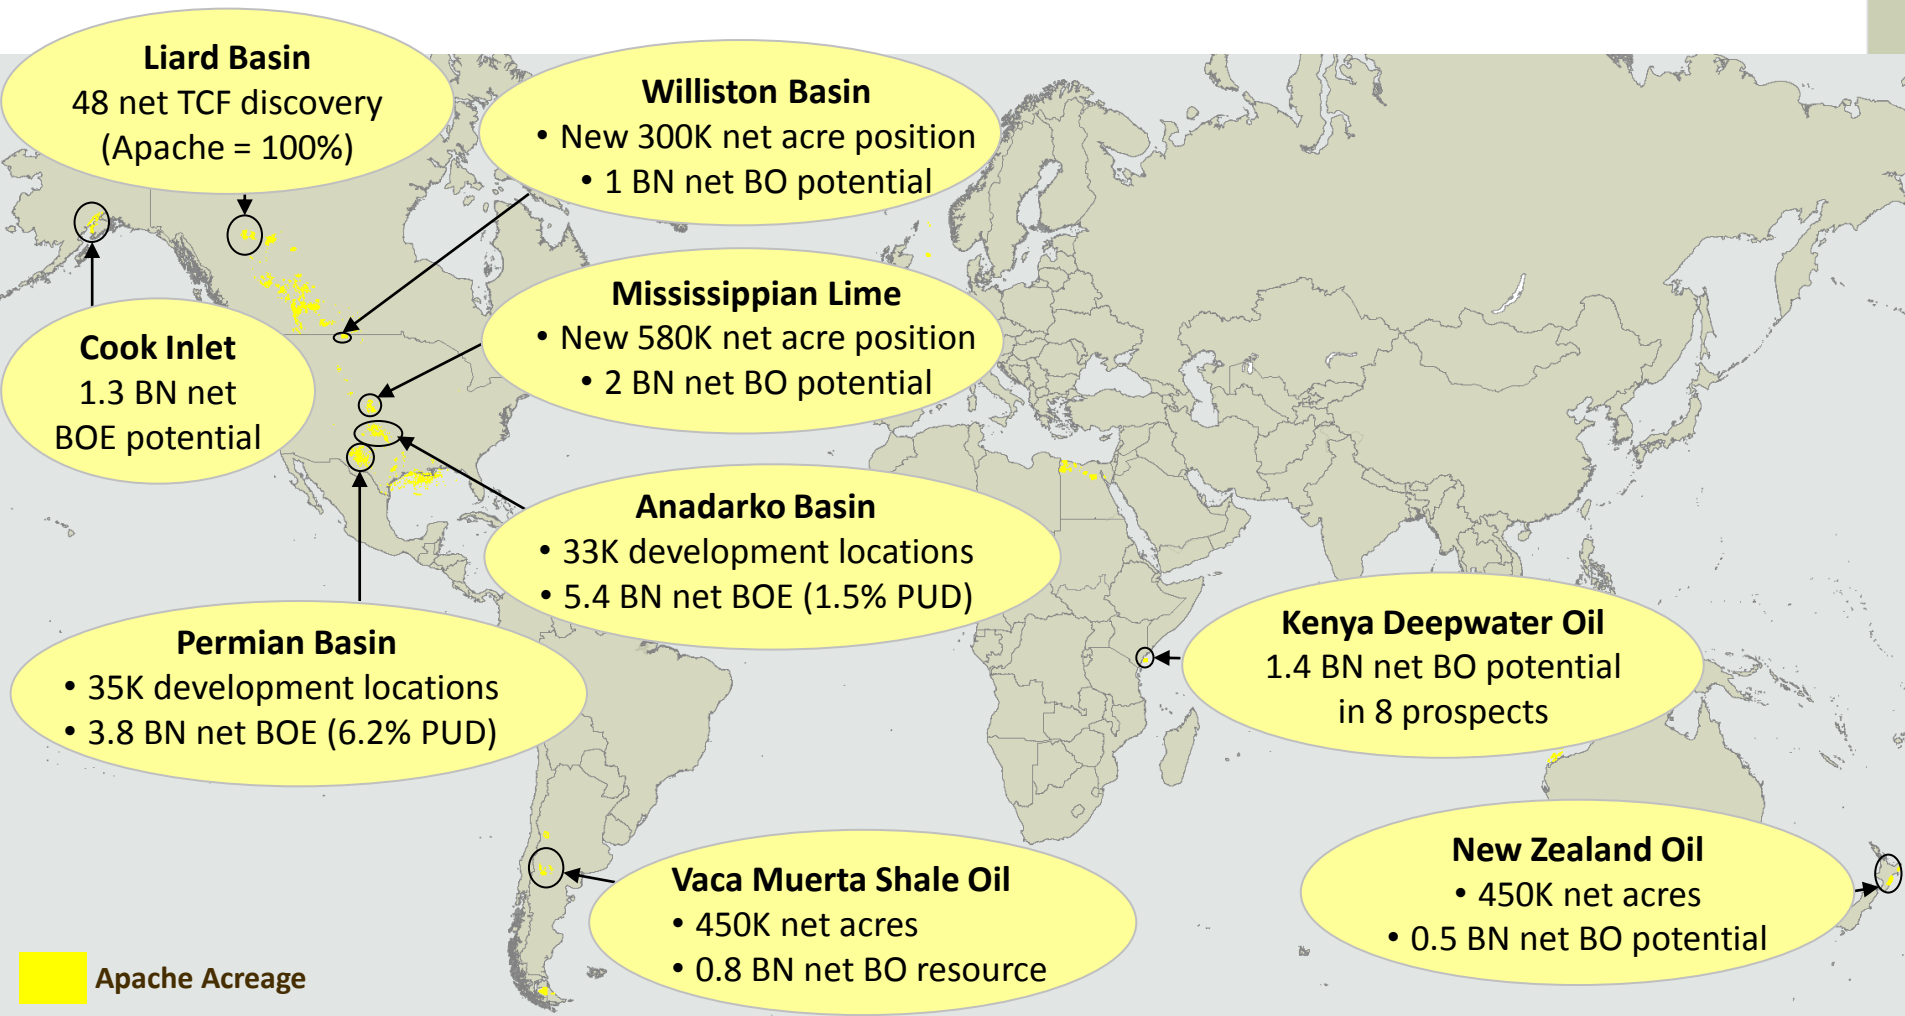 Liard Basin
48 net TCF discovery
(Apache = 100%)
Williston Basin
• New 300K net acre position
• 1 BN net BO potential
Mississippian Lime
• New 580K net acre position
• 2 BN net BO potential
Cook Inlet
1.3 BN net
BOE potential
Anadarko Basin
• 33K development locations
• 5.4 BN net BOE (1.5% PUD)
Permian Basin
• 35K development locations
• 3.8 BN net BOE (6.2% PUD)
Kenya Deepwater Oil
1.4 BN net BO potential
in 8 prospects
Vaca Muerta Shale Oil
• 450K net acres
• 0.8 BN net BO resource
New Zealand Oil
• 450K net acres
• 0.5 BN net BO potential
Apache Acreage